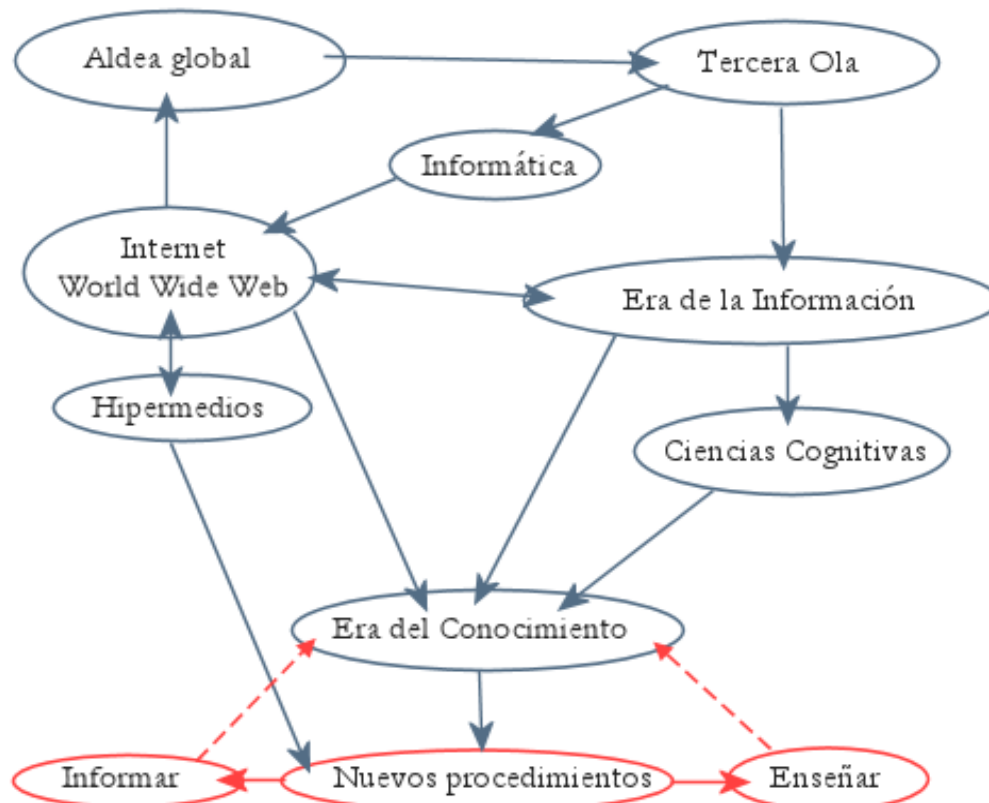 Aldea global
Tercera Ola
Informática
Internet
World Wide Web
Era de la Información
Hipermedios
Ciencias Cognitivas
Era del Conocimiento
Informar
Nuevos procedimientos
Enseñar